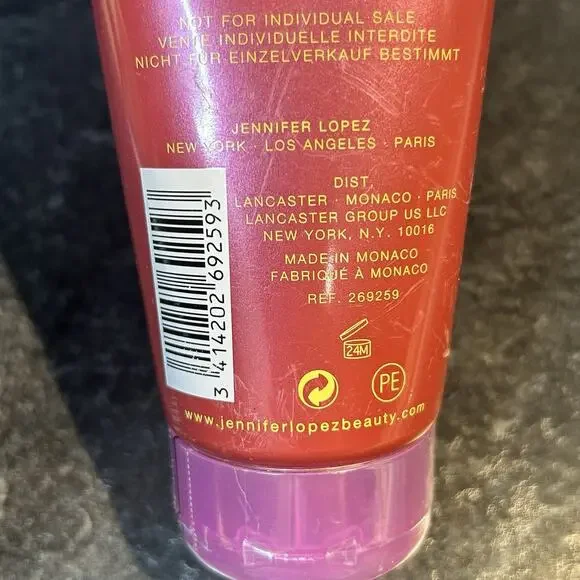 NOT FOR INDIVIDUAL SALE
VENTE INDIVIDUELLE INTERDITE
NICHT FÜR EINZELVERKAUF BESTIMMT
JENNIFER LOPEZ
NEW YORK · LOS ANGELES · PARIS
DIST.
LANCASTER · MONACO · PARIS
LANCASTER GROUP US LLC
NEW YORK, N.Y. 10016
MADE IN MONACO
FABRIQUÉ À MONACO
REF. 269259
3 414202 692593
24M
PE
www.jenniferlopezbeauty.com